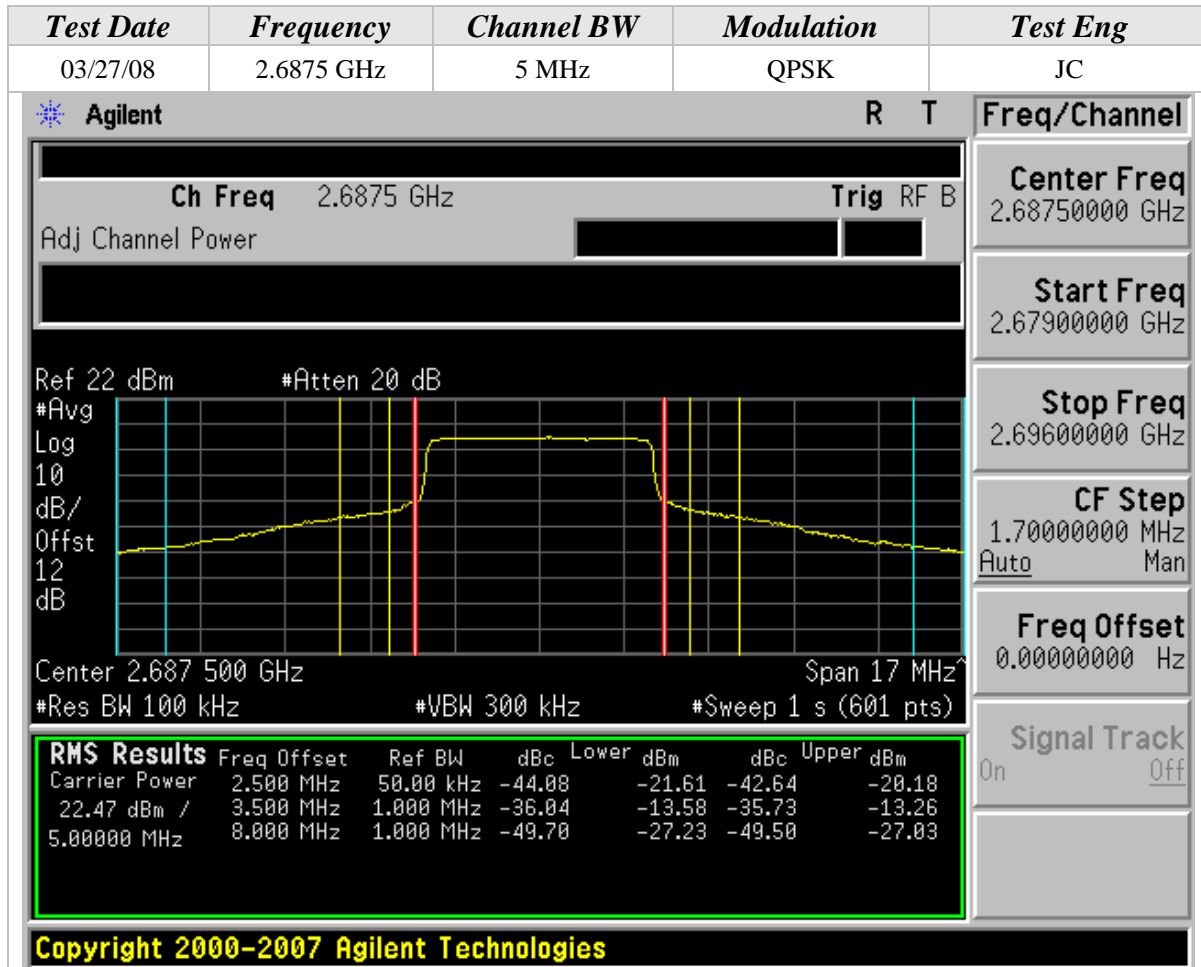 Test Date Frequency Channel BW Modulation Test Eng
03/27/08 2.6875 GHz 5 MHz QPSK JC
Agilent R T Freq/Channel
Ch Freq 2.6875 GHz Trig RF B
Adj Channel Power
Center Freq
2.68750000 GHz
Start Freq
2.67900000 GHz
Stop Freq
2.69600000 GHz
CF Step
1.70000000 MHz
Auto Man
Freq Offset
0.00000000 Hz
Signal Track
On Off
Ref 22 dBm #Atten 20 dB
#Avg
Log
10
dB/
Offst
12
dB
Center 2.687 500 GHz Span 17 MHz^
#Res BW 100 kHz #VBW 300 kHz #Sweep 1 s (601 pts)
RMS Results Freq Offset Ref BW dBc Lower dBm dBc Upper dBm
Carrier Power 2.500 MHz 50.00 kHz -44.08 -21.61 -42.64 -20.18
22.47 dBm / 3.500 MHz 1.000 MHz -36.04 -13.58 -35.73 -13.26
5.00000 MHz 8.000 MHz 1.000 MHz -49.70 -27.23 -49.50 -27.03
Copyright 2000-2007 Agilent Technologies